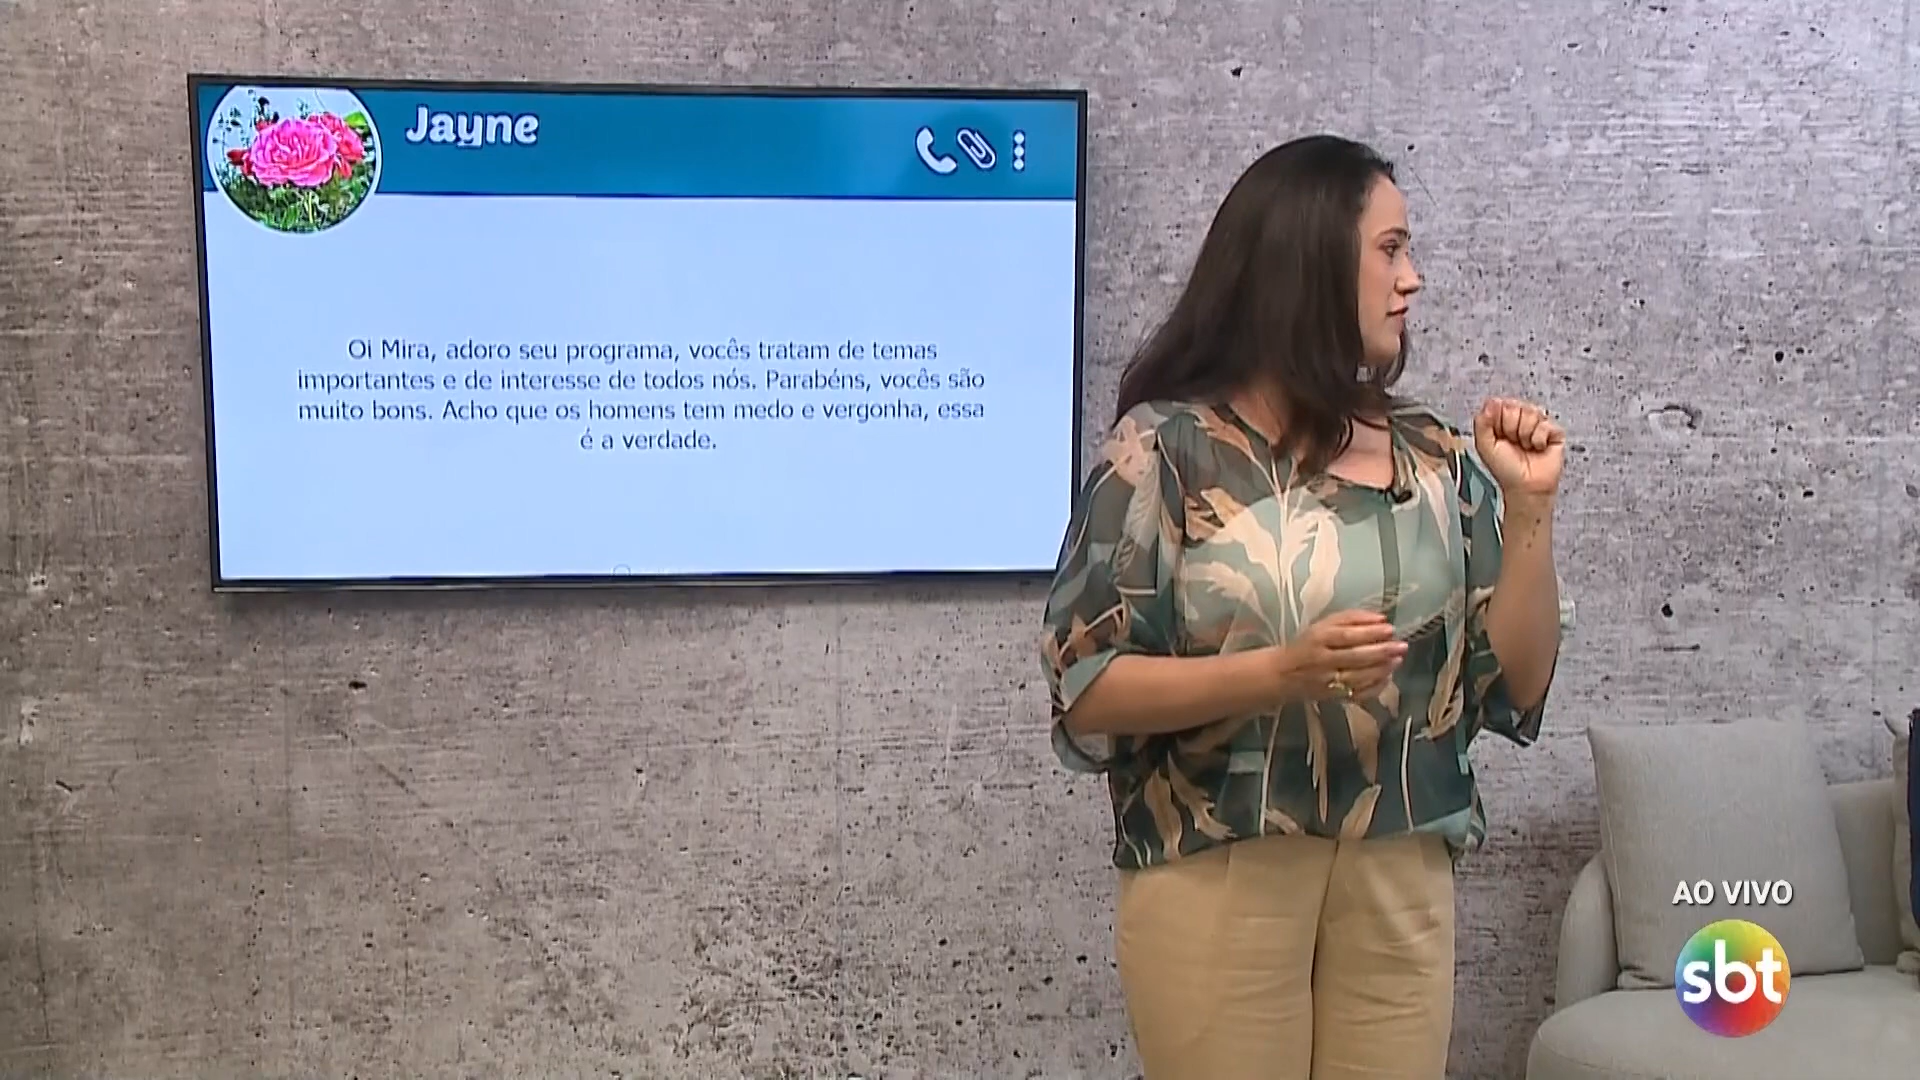 Jayne
Oi Mira, adoro seu programa, vocês tratam de temas
importantes e de interesse de todos nós. Parabéns, vocês são
muito bons. Acho que os homens tem medo e vergonha, essa
é a verdade.
AO VIVO
sbt